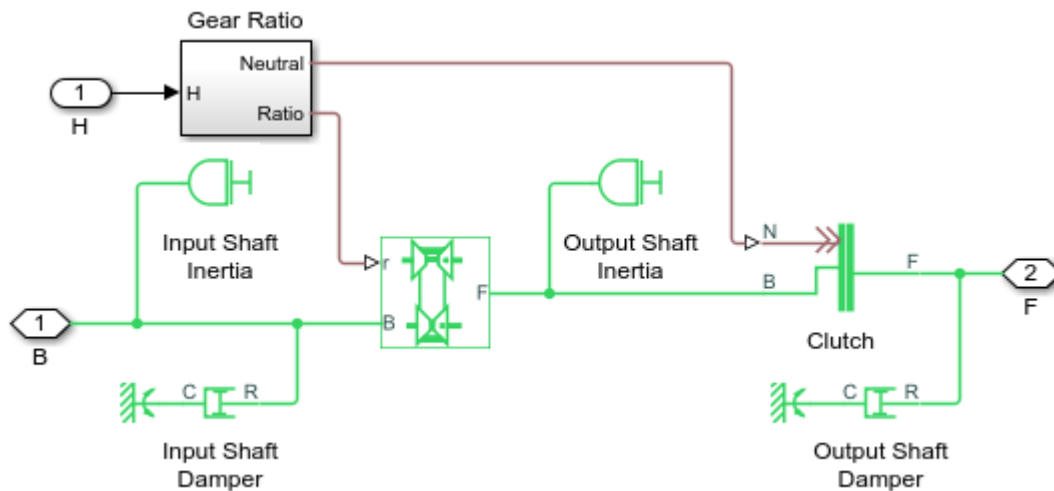 Gear Ratio
Neutral
1
H
Ratio
H
N
Input Shaft
Inertia
Output Shaft
Inertia
r
B
F
F
B
1
B
F
2
F
Clutch
C
R
C
R
Input Shaft
Damper
Output Shaft
Damper